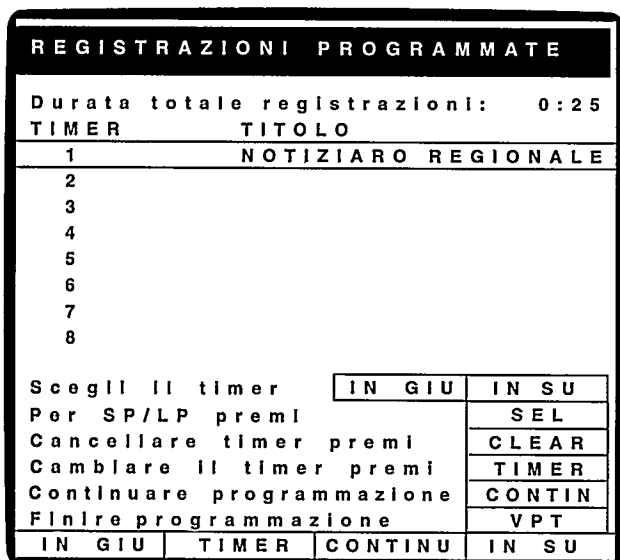 REGISTRAZIONI PROGRAMMATE
Durata totale registrazioni: 0:25
TIMER TITOLO
1 NOTIZIARO REGIONALE
2
3
4
5
6
7
8
Scegli il timer IN GIU IN SU
Per SP/LP premi SEL
Cancellare timer premi CLEAR
Cambiare il timer premi TIMER
Continuare programmazione CONTIN
Finire programmazione VPT
IN GIU TIMER CONTINU IN SU